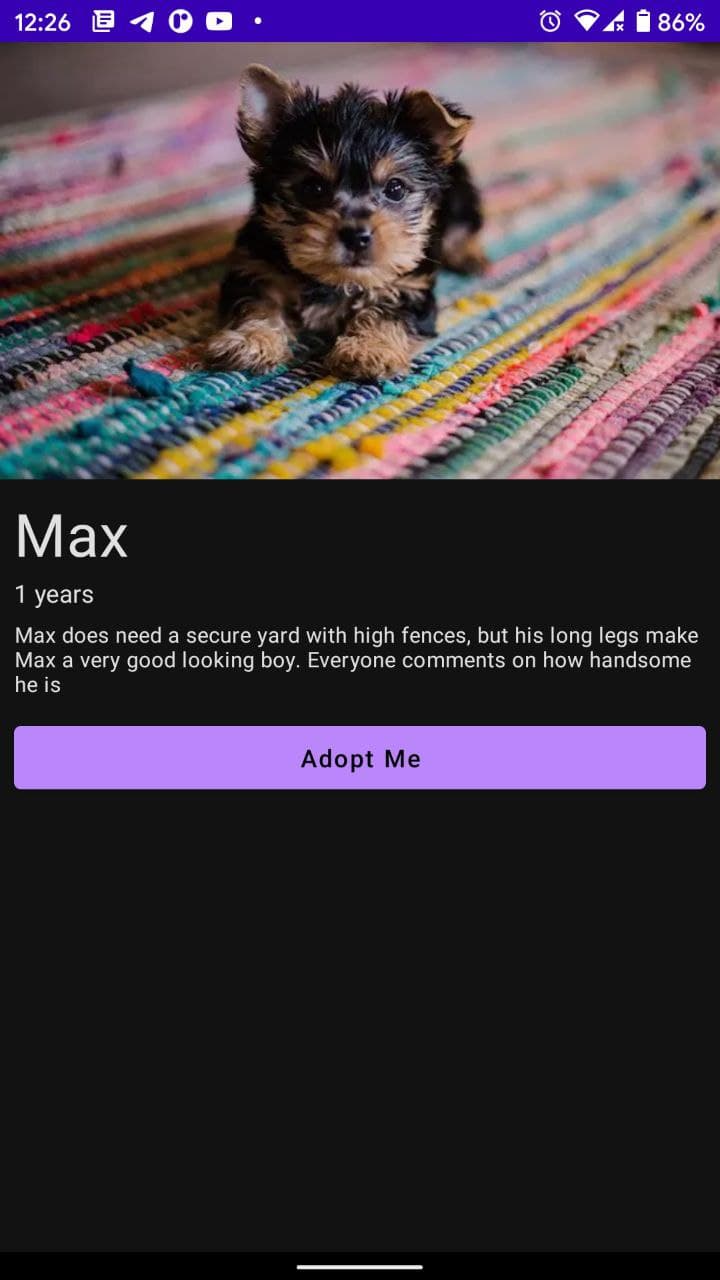 12:26
86%
Max
1 years
Max does need a secure yard with high fences, but his long legs make
Max a very good looking boy. Everyone comments on how handsome
he is
Adopt Me